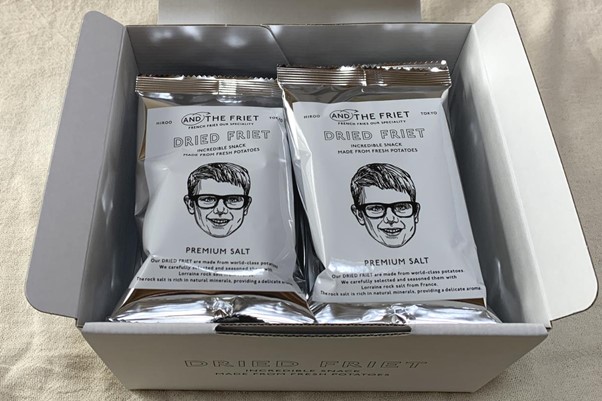 HIROO AND THE FRIET TOKYO
FRENCH FRIES OUR SPECIALITY
DRIED FRIET
INCREDIBLE SNACK
MADE FROM FRESH POTATOES
PREMIUM SALT
Our DRIED FRIET are made from world-class potatoes.
We carefully selected and seasoned them with
Lorraine rock salt from France.
The rock salt is rich in natural minerals, providing a delicate aroma
HIROO AND THE FRIET TOKYO
FRENCH FRIES OUR SPECIALITY
DRIED FRIET
INCREDIBLE SNACK
MADE FROM FRESH POTATOES
PREMIUM SALT
Our DRIED FRIET are made from world-class potatoes.
We carefully selected and seasoned them with
Lorraine rock salt from France.
The rock salt is rich in natural minerals, providing a delicate aroma
DRIED FRIET
INCREDIBLE SNACK
MADE FROM FRESH POTATOES